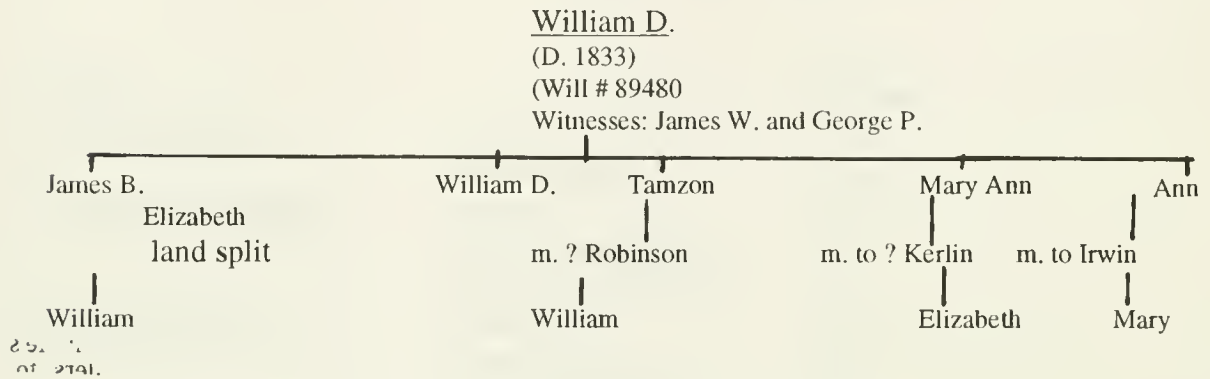 William D.
(D. 1833)
(Will # 89480
Witnesses: James W. and George P.
James B. William D. Tamzon Mary Ann Ann
Elizabeth
land split
m. ? Robinson m. to ? Kerlin m. to Irwin
William William Elizabeth Mary